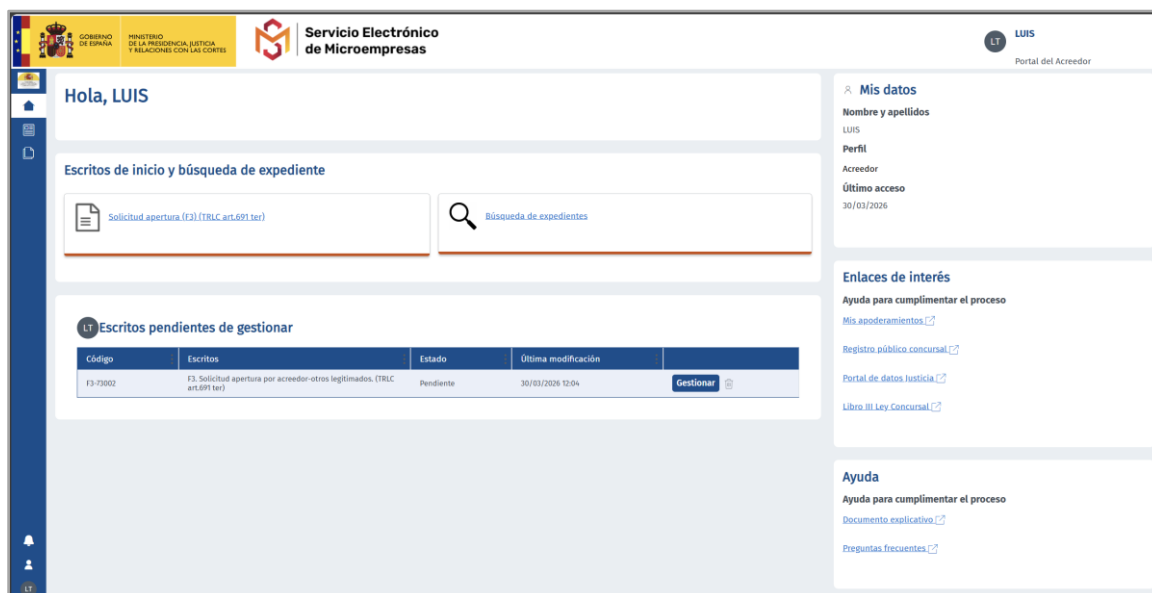 GOBIERNO
DE ESPAÑA
MINISTERIO
DE LA PRESIDENCIA, JUSTICIA
Y RELACIONES CON LAS CORTES
Servicio Electrónico
de Microempresas
LT
LUIS
Portal del Acreedor
Hola, LUIS
Escritos de inicio y búsqueda de expediente
Solicitud apertura (F3) (TRLC art.691 ter)
Búsqueda de expedientes
LT Escritos pendientes de gestionar
Código Escritos Estado Última modificación
F3-73002 F3. Solicitud apertura por acreedor-otros legitimados. (TRLC
art.691 ter) Pendiente 30/03/2026 12:04 Gestionar
Mis datos
Nombre y apellidos
LUIS
Perfil
Acreedor
Último acceso
30/03/2026
Enlaces de interés
Ayuda para cumplimentar el proceso
Mis apoderamientos
Registro público concursal
Portal de datos Justicia
Libro III Ley Concursal
Ayuda
Ayuda para cumplimentar el proceso
Documento explicativo
Preguntas frecuentes
LT